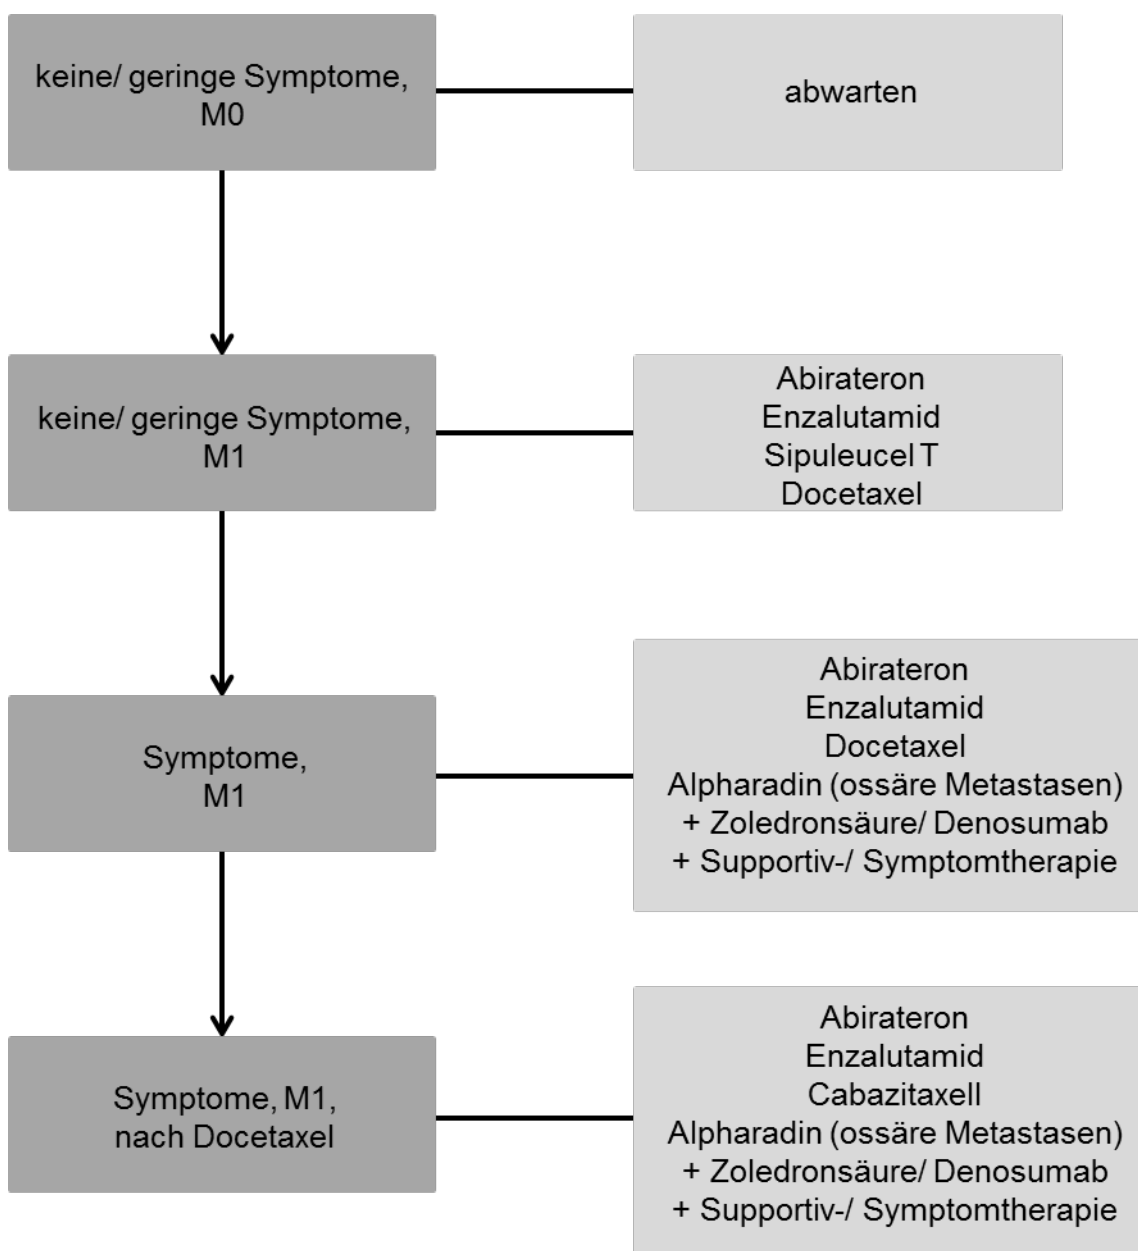 keine/ geringe Symptome,
M0
abwarten
keine/ geringe Symptome,
M1
Abirateron
Enzalutamid
Sipuleucel T
Docetaxel
Symptome,
M1
Abirateron
Enzalutamid
Docetaxel
Alpharadin (ossäre Metastasen)
+ Zoledronsäure/ Denosumab
+ Supportiv-/ Symptomtherapie
Symptome, M1,
nach Docetaxel
Abirateron
Enzalutamid
Cabazitaxell
Alpharadin (ossäre Metastasen)
+ Zoledronsäure/ Denosumab
+ Supportiv-/ Symptomtherapie